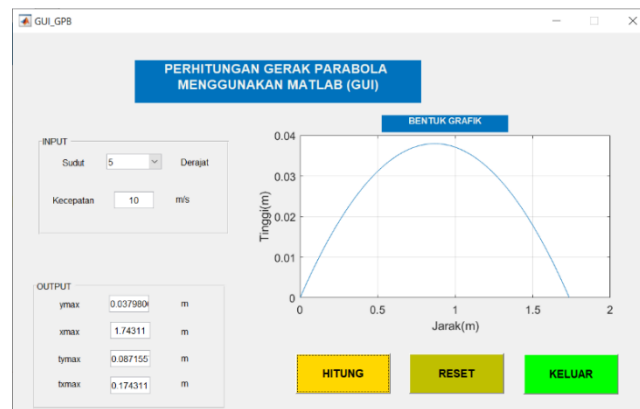 GUI_GPB
PERHITUNGAN GERAK PARABOLA
MENGGUNAKAN MATLAB (GUI)
BENTUK GRAFIK
INPUT
Sudut 5 Derajat
Kecepatan 10 m/s
0.04
0.03
0.02
0.01
0
Tinggi(m)
0 0.5 1 1.5 2
Jarak(m)
OUTPUT
ymax 0.037980 m
xmax 1.74311 m
tymax 0.087155 m
txmax 0.174311 m
HITUNG RESET KELUAR